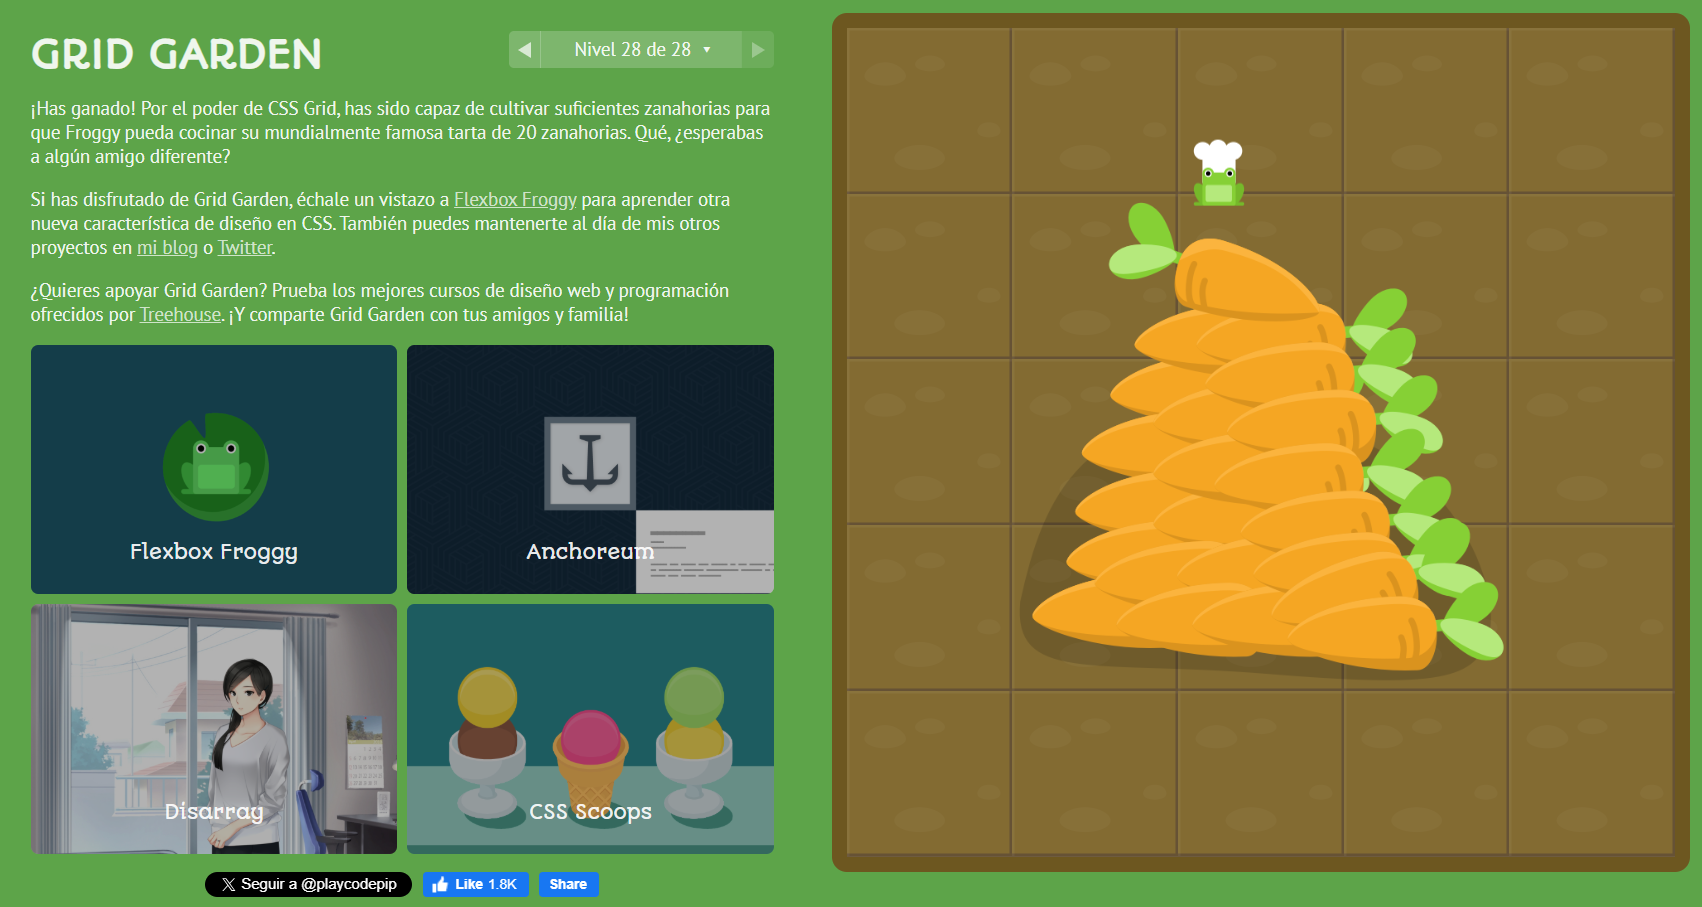 GRID GARDEN
Nivel 28 de 28
¡Has ganado! Por el poder de CSS Grid, has sido capaz de cultivar suficientes zanahorias para
que Froggy pueda cocinar su mundialmente famosa tarta de 20 zanahorias. Qué, ¿esperabas
a algún amigo diferente?
Si has disfrutado de Grid Garden, échale un vistazo a Flexbox Froggy para aprender otra
nueva característica de diseño en CSS. También puedes mantenerte al día de mis otros
proyectos en mi blog o Twitter.
¿Quieres apoyar Grid Garden? Prueba los mejores cursos de diseño web y programación
ofrecidos por Treehouse. ¡Y comparte Grid Garden con tus amigos y familia!
Flexbox Froggy
Anchoreum
Disarray
CSS Scoops
Seguir a @playcodepip
Like 1.8K
Share